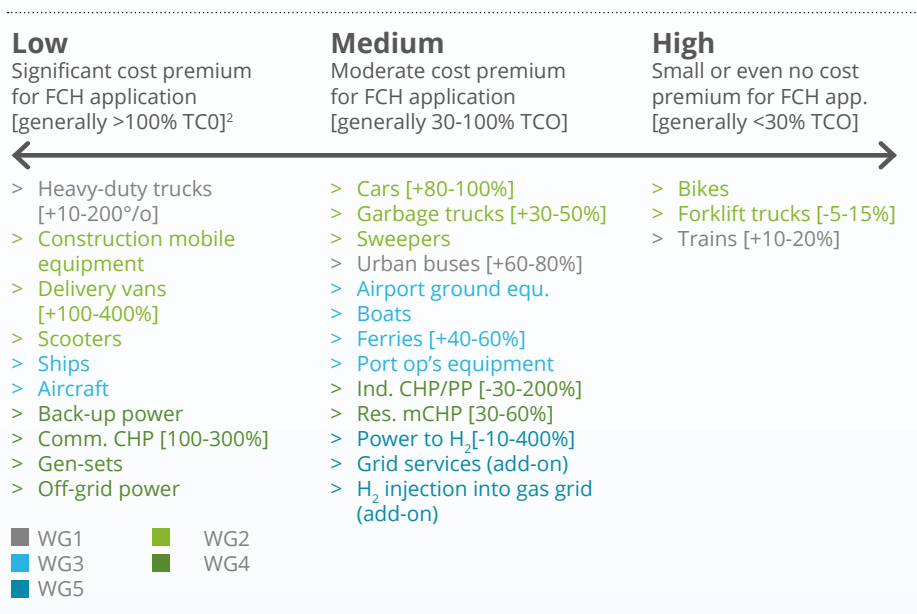 Low
Significant cost premium
for FCH application
[generally >100% TC0]²
Medium
Moderate cost premium
for FCH application
[generally 30-100% TCO]
High
Small or even no cost
premium for FCH app.
[generally <30% TCO]
> Heavy-duty trucks
[+10-200°/o]
> Construction mobile
equipment
> Delivery vans
[+100-400%]
> Scooters
> Ships
> Aircraft
> Back-up power
> Comm. CHP [100-300%]
> Gen-sets
> Off-grid power
> Cars [+80-100%]
> Garbage trucks [+30-50%]
> Sweepers
> Urban buses [+60-80%]
> Airport ground equ.
> Boats
> Ferries [+40-60%]
> Port op's equipment
> Ind. CHP/PP [-30-200%]
> Res. mCHP [30-60%]
> Power to H₂[-10-400%]
> Grid services (add-on)
> H₂ injection into gas grid
(add-on)
> Bikes
> Forklift trucks [-5-15%]
> Trains [+10-20%]
WG1 WG2
WG3 WG4
WG5